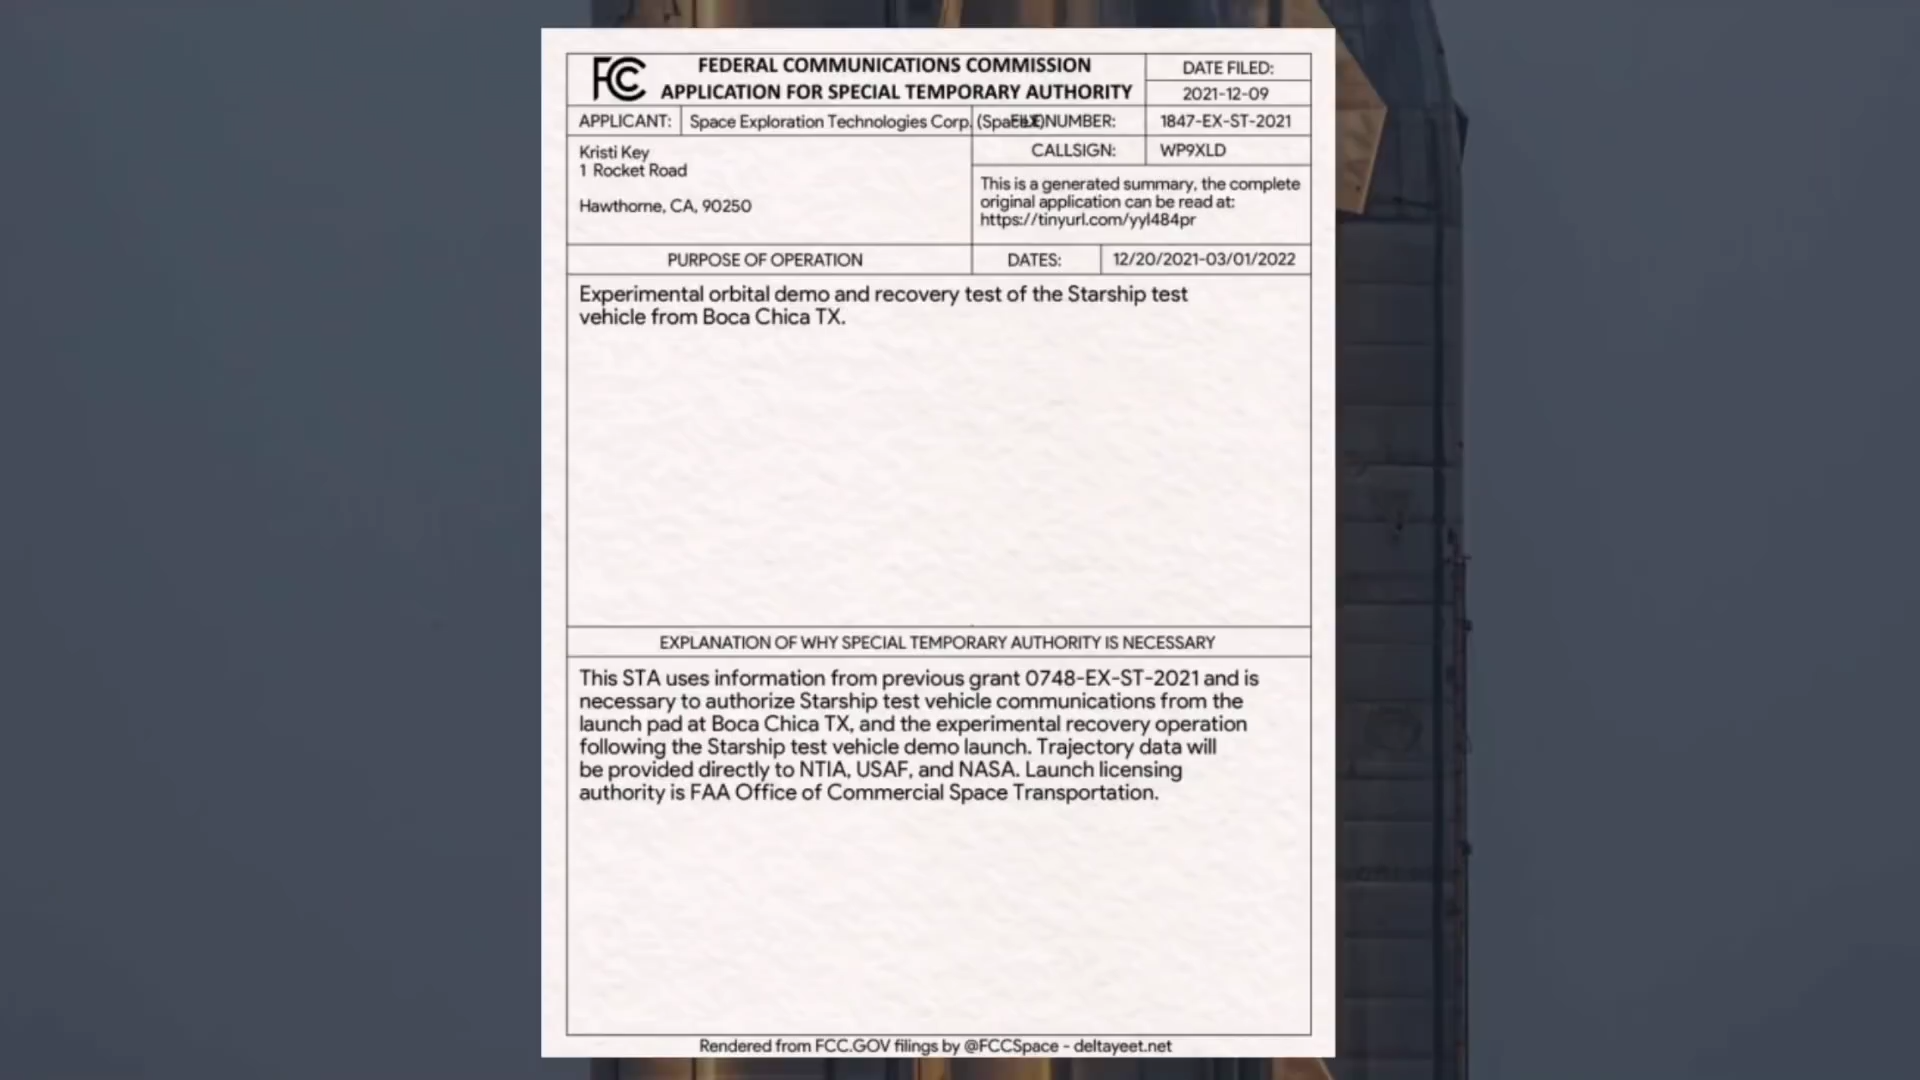 FCC
FEDERAL COMMUNICATIONS COMMISSION
APPLICATION FOR SPECIAL TEMPORARY AUTHORITY
DATE FILED:
2021-12-09
APPLICANT: Space Exploration Technologies Corp. (SpaceX)
FILE NUMBER: 1847-EX-ST-2021
Kristi Key
1 Rocket Road
Hawthorne, CA, 90250
CALLSIGN: WP9XLD
This is a generated summary, the complete
original application can be read at:
https://tinyurl.com/yyl484pr
PURPOSE OF OPERATION
DATES: 12/20/2021-03/01/2022
Experimental orbital demo and recovery test of the Starship test
vehicle from Boca Chica TX.
EXPLANATION OF WHY SPECIAL TEMPORARY AUTHORITY IS NECESSARY
This STA uses information from previous grant 0748-EX-ST-2021 and is
necessary to authorize Starship test vehicle communications from the
launch pad at Boca Chica TX, and the experimental recovery operation
following the Starship test vehicle demo launch. Trajectory data will
be provided directly to NTIA, USAF, and NASA. Launch licensing
authority is FAA Office of Commercial Space Transportation.
Rendered from FCC.GOV filings by @FCCSpace - deltayeet.net